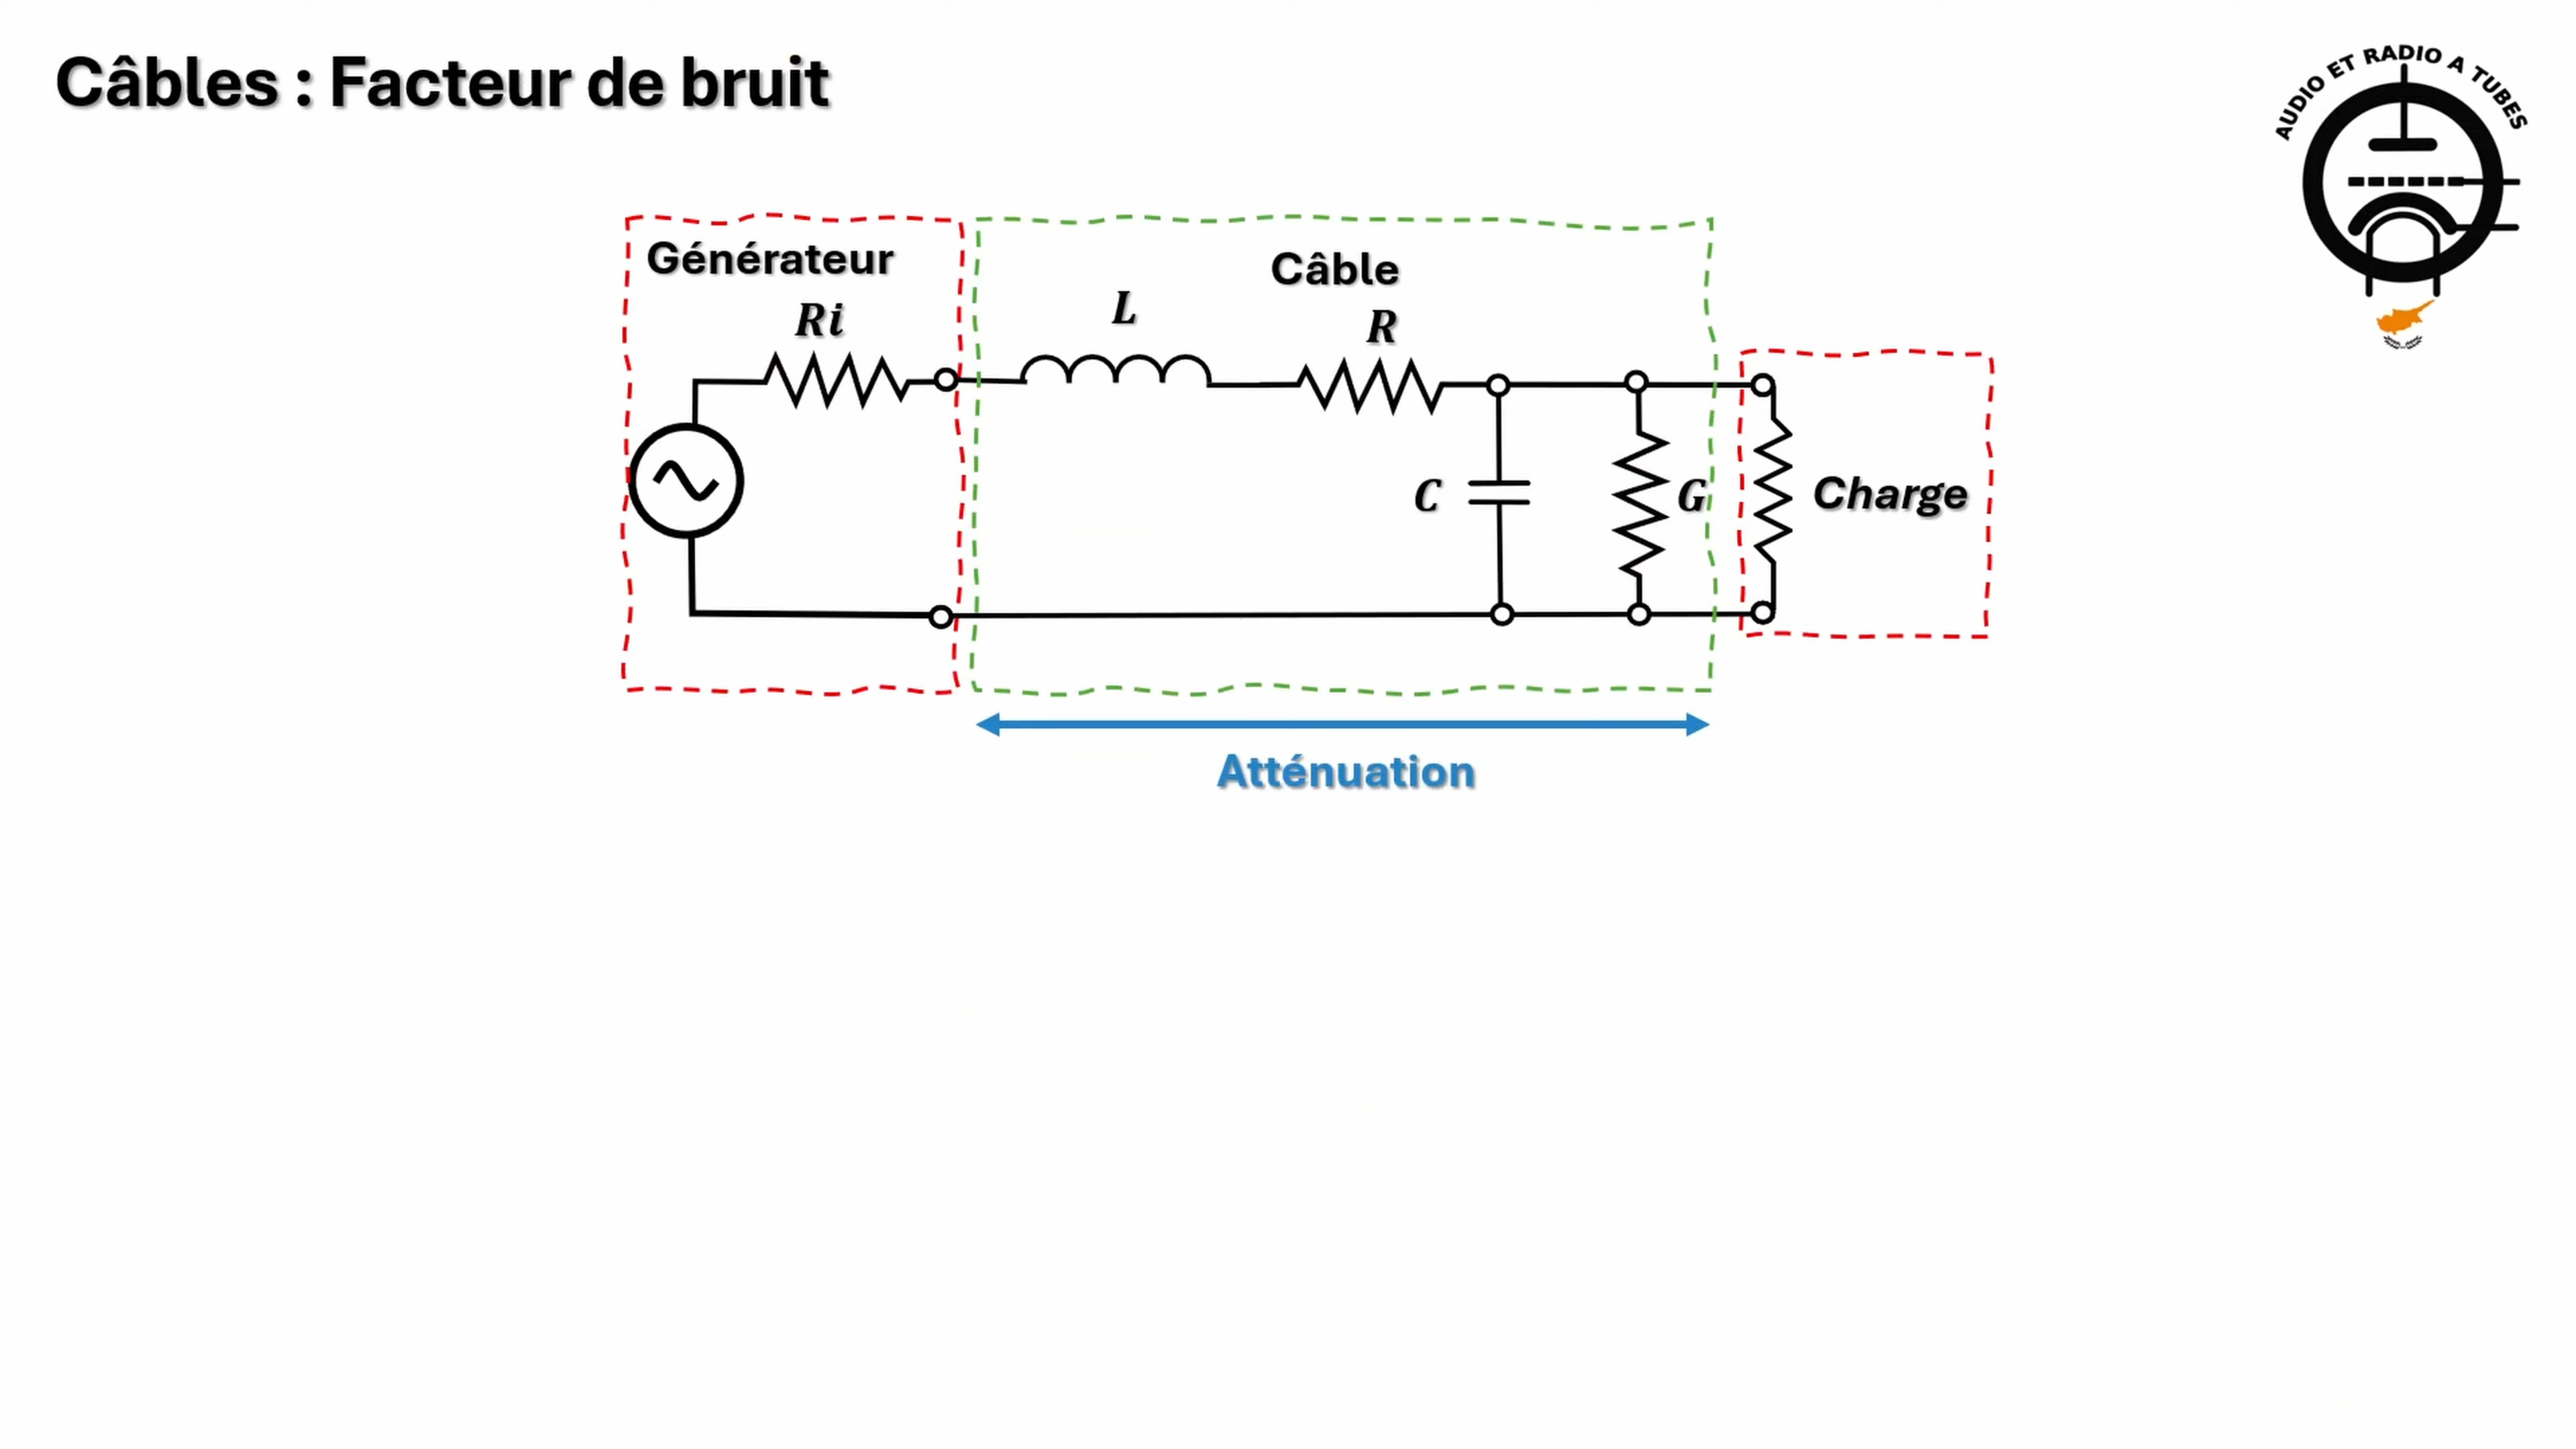 Câbles : Facteur de bruit
AUDIO ET RADIO A TUBES
Générateur
Câble
Ri
L
R
C
G
Charge
Atténuation